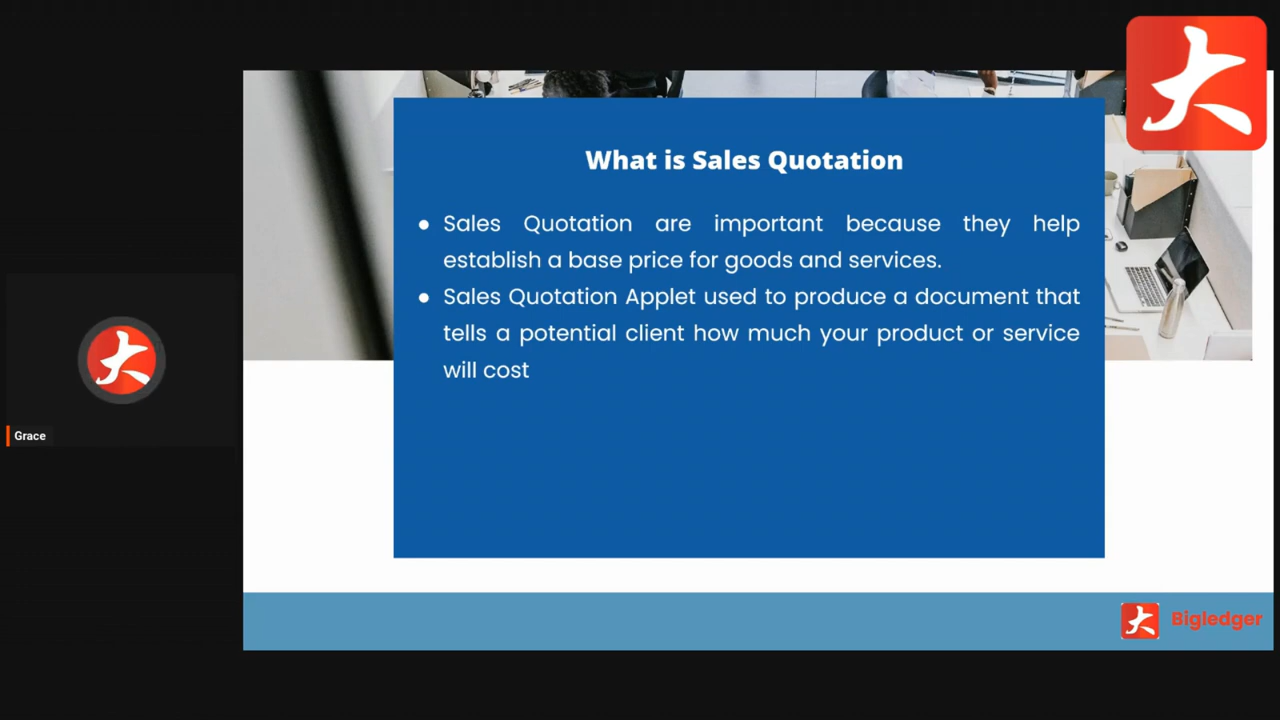 What is Sales Quotation
● Sales Quotation are important because they help
establish a base price for goods and services.
● Sales Quotation Applet used to produce a document that
tells a potential client how much your product or service
will cost
Grace
大
大
大 Bigledger